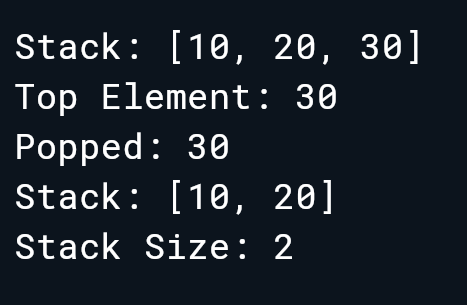 Stack: [10, 20, 30]
Top Element: 30
Popped: 30
Stack: [10, 20]
Stack Size: 2